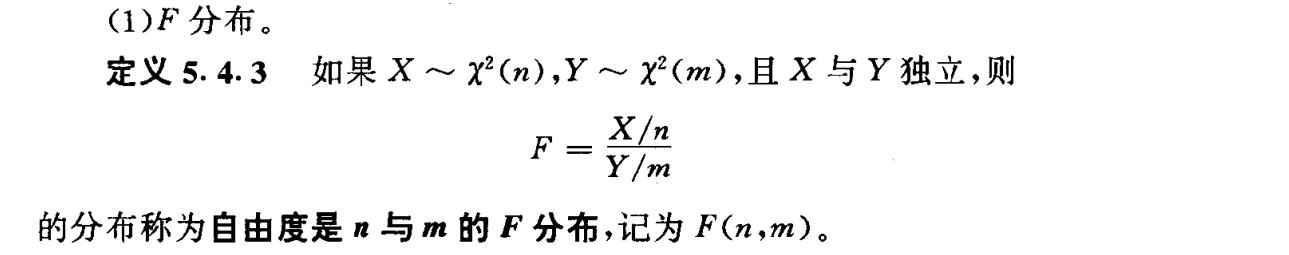 (1)F 分布。
定义 5.4.3 如果 X ~ χ²(n),Y ~ χ²(m),且 X 与 Y 独立,则
F = \frac{X/n}{Y/m}
的分布称为自由度是 n 与 m 的 F 分布,记为 F(n,m)。